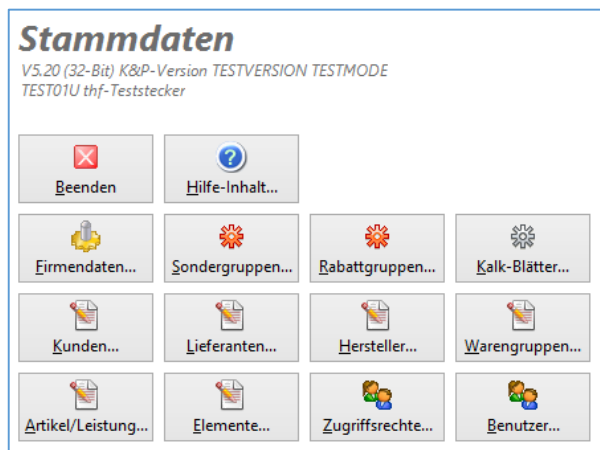 Stammdaten
V5.20 (32-Bit) K&P-Version TESTVERSION TESTMODE
TEST01U thf-Teststecker
Beenden
Hilfe-Inhalt...
Firmendaten...
Sondergruppen...
Rabattgruppen...
Kalk-Blätter...
Kunden...
Lieferanten...
Hersteller...
Warengruppen...
Artikel/Leistung...
Elemente...
Zugriffsrechte...
Benutzer...